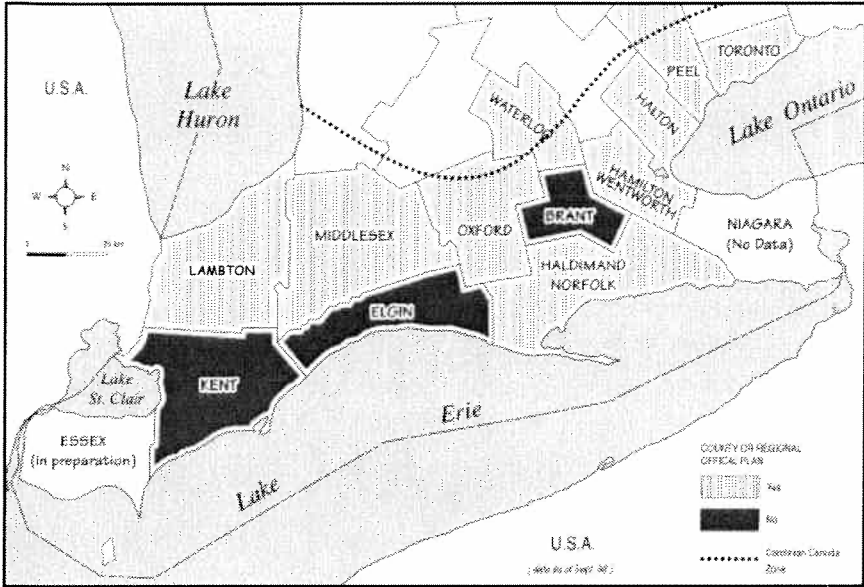 U.S.A.
Lake
Huron
N
W E
S
WATERLOO
PEEL
TORONTO
HALTON
Lake Ontario
HAMILTON
WENTWORTH
BRANT
NIAGARA
(No Data)
OXFORD
MIDDLESEX
LAMBTON
HALDIMAND
NORFOLK
ELGIN
KENT
Lake
St. Clair
ESSEX
(in preparation)
Lake
Erie
COUNTY OR REGIONAL
OFFICAL PLAN
Yes
No
Carolinian Canada
Zone
U.S.A.